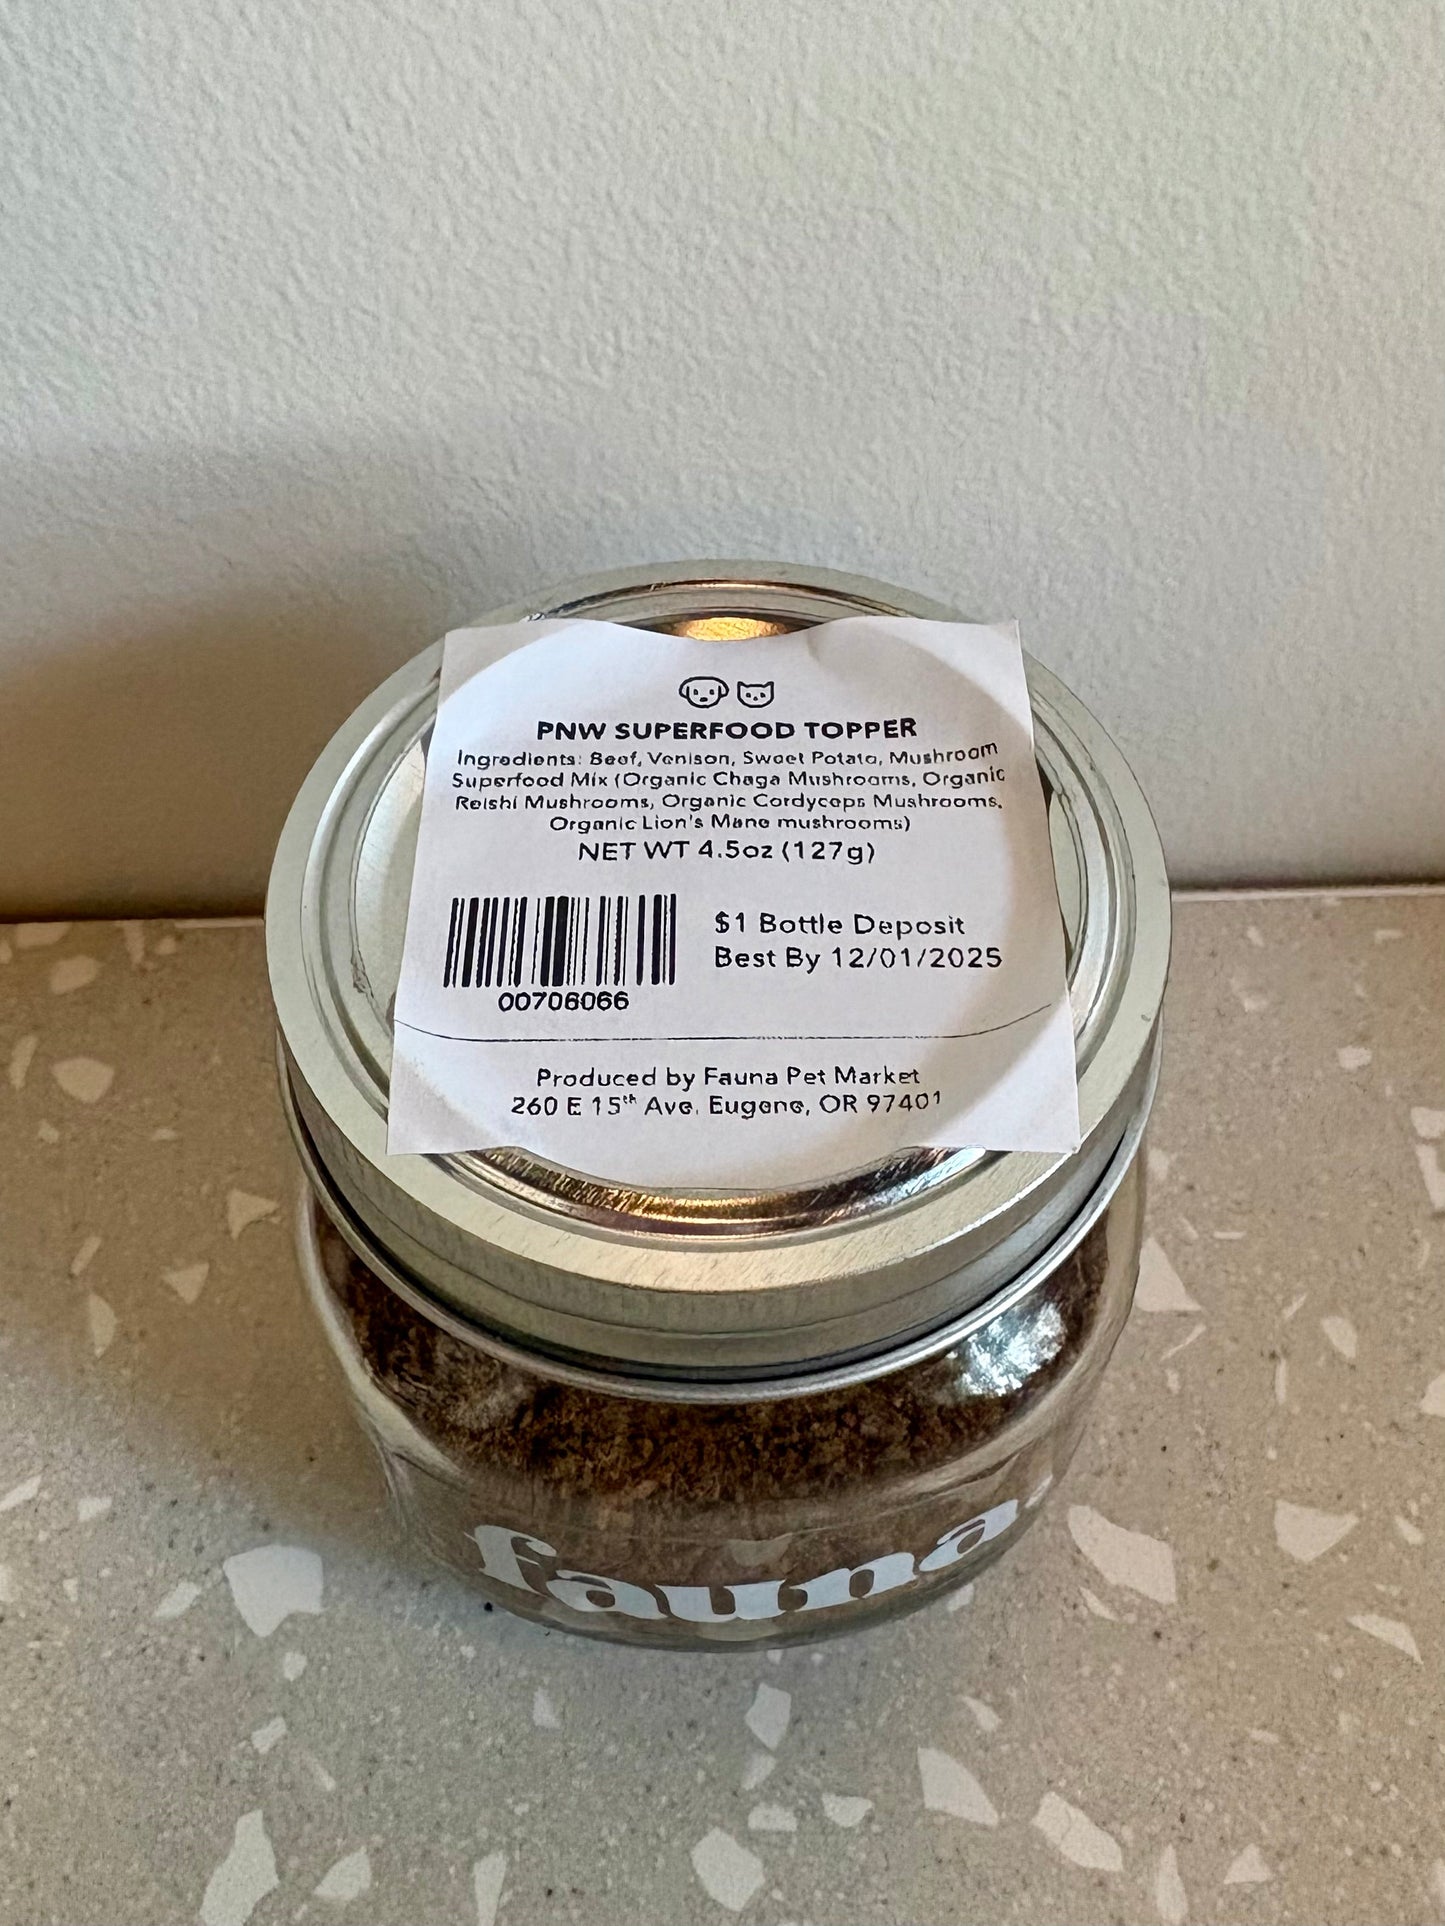 PNW SUPERFOOD TOPPER
Ingredients: Beef, Venison, Sweet Potato, Mushroom
Superfood Mix (Organic Chaga Mushrooms, Organic
Reishi Mushrooms, Organic Cordyceps Mushrooms,
Organic Lion's Mane mushrooms)
NET WT 4.5oz (127g)
$1 Bottle Deposit
Best By 12/01/2025
00706066
Produced by Fauna Pet Market
260 E 15th Ave. Eugene, OR 97401
fauna